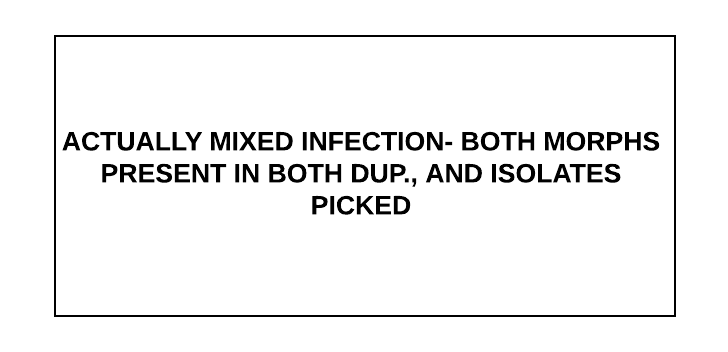 ACTUALLY MIXED INFECTION- BOTH MORPHS
PRESENT IN BOTH DUP., AND ISOLATES
PICKED